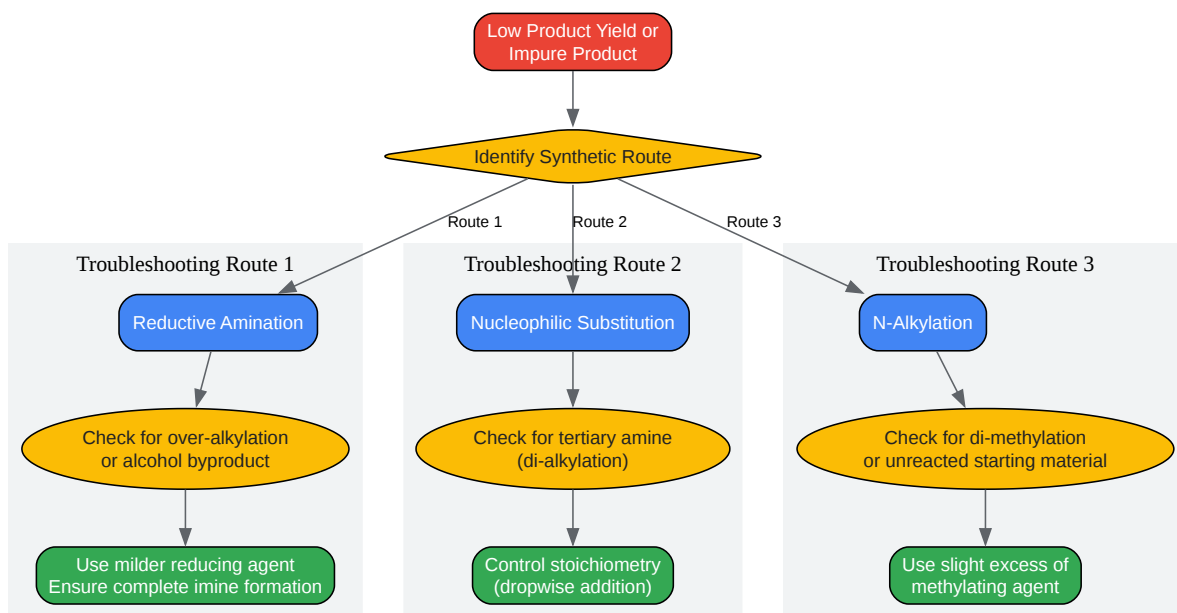 Low Product Yield or
Impure Product
Identify Synthetic Route
Route 1
Route 2
Route 3
Troubleshooting Route 1
Troubleshooting Route 2
Troubleshooting Route 3
Reductive Amination
Nucleophilic Substitution
N-Alkylation
Check for over-alkylation
or alcohol byproduct
Check for tertiary amine
(di-alkylation)
Check for di-methylation
or unreacted starting material
Use milder reducing agent
Ensure complete imine formation
Control stoichiometry
(dropwise addition)
Use slight excess of
methylating agent